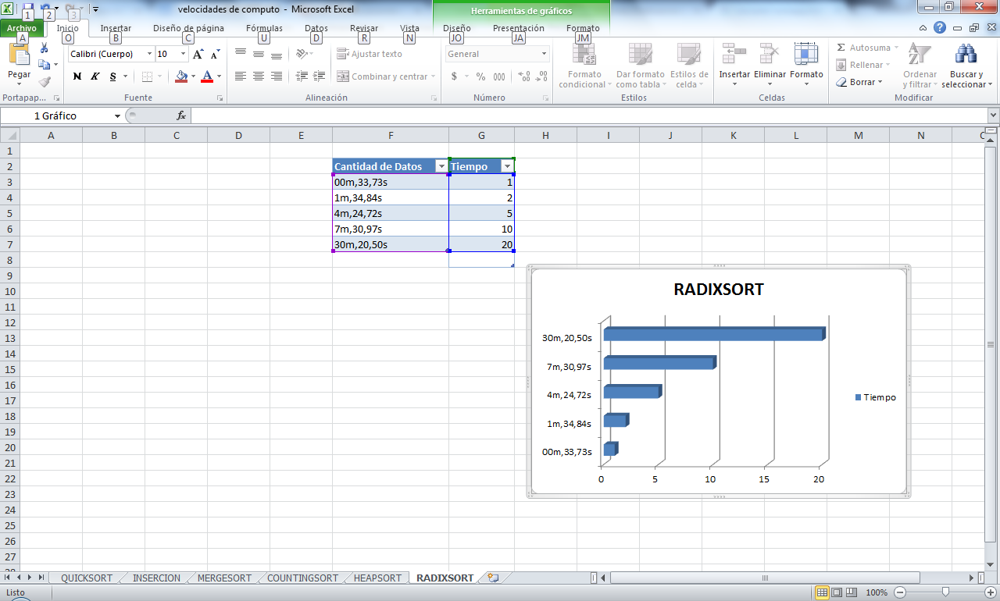 velocidades de computo - Microsoft Excel
Herramientas de gráficos
1 2 3
Archivo Inicio Insertar Diseño de página Fórmulas Datos Revisar Vista Diseño Presentación Formato
A O B C U D R N JO JA JM
Pegar
Calibri (Cuerpo) 10
Ajustar texto
General
N K S
Combinar y centrar
$ % 000
Formato condicional
Dar formato como tabla
Estilos de celda
Insertar Eliminar Formato
Autosuma
Rellenar
Borrar
Ordenar y filtrar
Buscar y seleccionar
Portapap... Fuente Alineación Número Estilos Celdas Modificar
1 Gráfico fx
A B C D E F G H I J K L M N
1
2 Cantidad de Datos Tiempo
3 00m,33,73s 1
4 1m,34,84s 2
5 4m,24,72s 5
6 7m,30,97s 10
7 30m,20,50s 20
8
9
10
11
12
13
14
15
16
17
18
19
20
21
22
23
24
25
26
27
RADIXSORT
30m,20,50s
7m,30,97s
4m,24,72s
1m,34,84s
00m,33,73s
0 5 10 15 20
Tiempo
QUICKSORT INSERCION MERGESORT COUNTINGSORT HEAPSORT RADIXSORT
Listo
100%